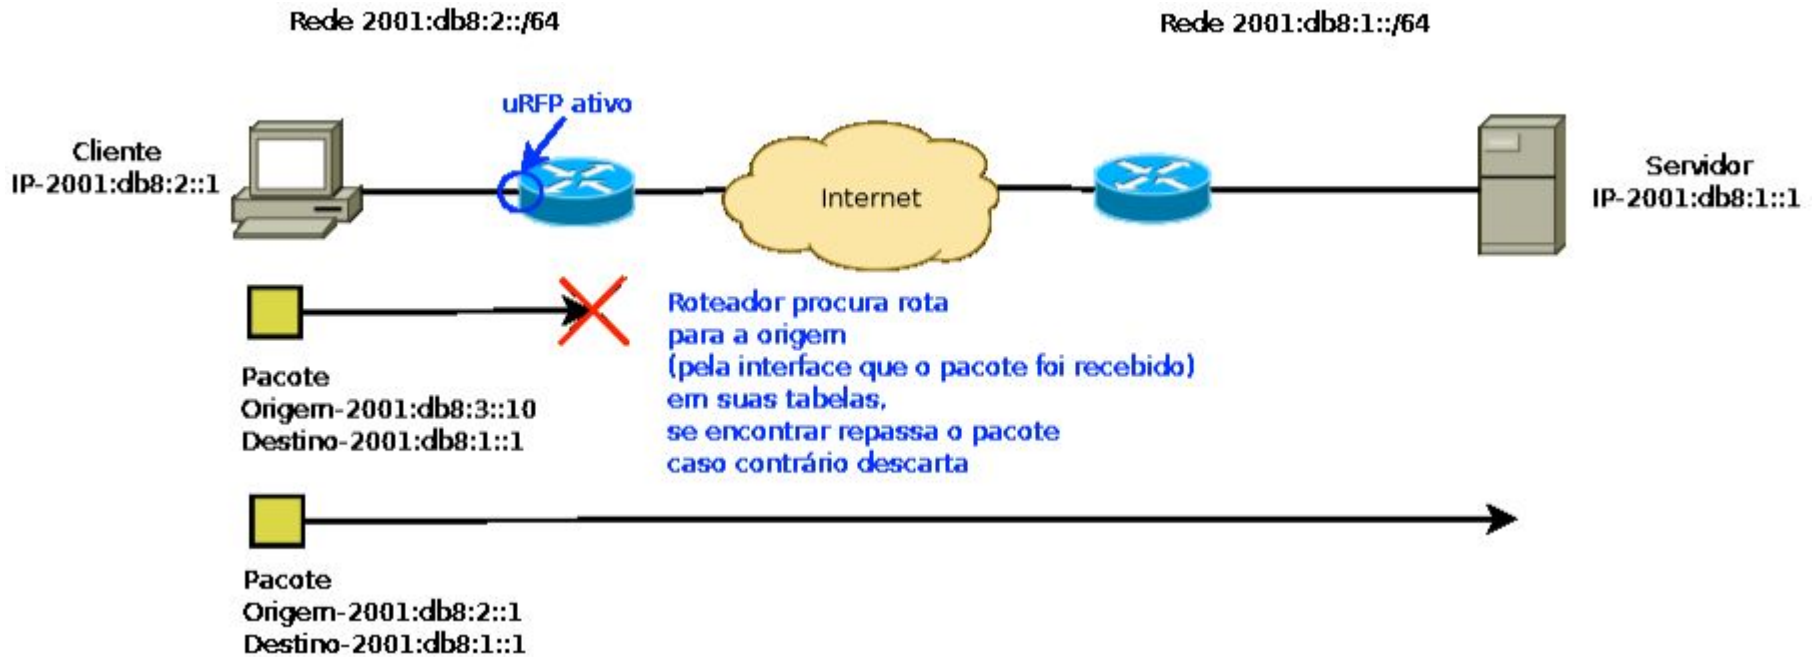 Rede 2001:db8:2::/64
Rede 2001:db8:1::/64
uRFP ativo
Cliente
IP-2001:db8:2::1
Internet
Servidor
IP-2001:db8:1::1
Roteador procura rota
para a origem
(pela interface que o pacote foi recebido)
em suas tabelas,
se encontrar repassa o pacote
caso contrário descarta
Pacote
Origem-2001:db8:3::10
Destino-2001:db8:1::1
Pacote
Origem-2001:db8:2::1
Destino-2001:db8:1::1